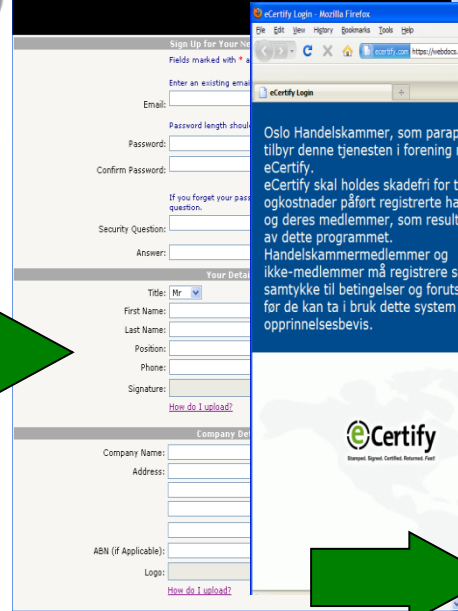 Sign Up for Your Ne
Fields marked with * a
Enter an existing emai
Email:
Password length shoul
Password:
Confirm Password:
If you forget your pass
question.
Security Question:
Answer:
Your Detai
Title: Mr
First Name:
Last Name:
Position:
Phone:
Signature:
How do I upload?
Company De
Company Name:
Address:
ABN (if Applicable):
Logo:
How do I upload?
eCertify Login - Mozilla Firefox
File Edit View History Bookmarks Tools Help
ecertify.com https://webdocs.
eCertify Login
Oslo Handelskammer, som parap
tilbyr denne tjenesten i forening
eCertify.
eCertify skal holdes skadefri for t
ogkostnader påført registrerte ha
og deres medlemmer, som result
av dette programmet.
Handelskammermedlemmer og
ikke-medlemmer må registrere s
samtykke til betingelser og foruts
før de kan ta i bruk dette system
opprinnelsesbevis.
eCertify
Stamped. Signed. Certified. Returned. Fast!